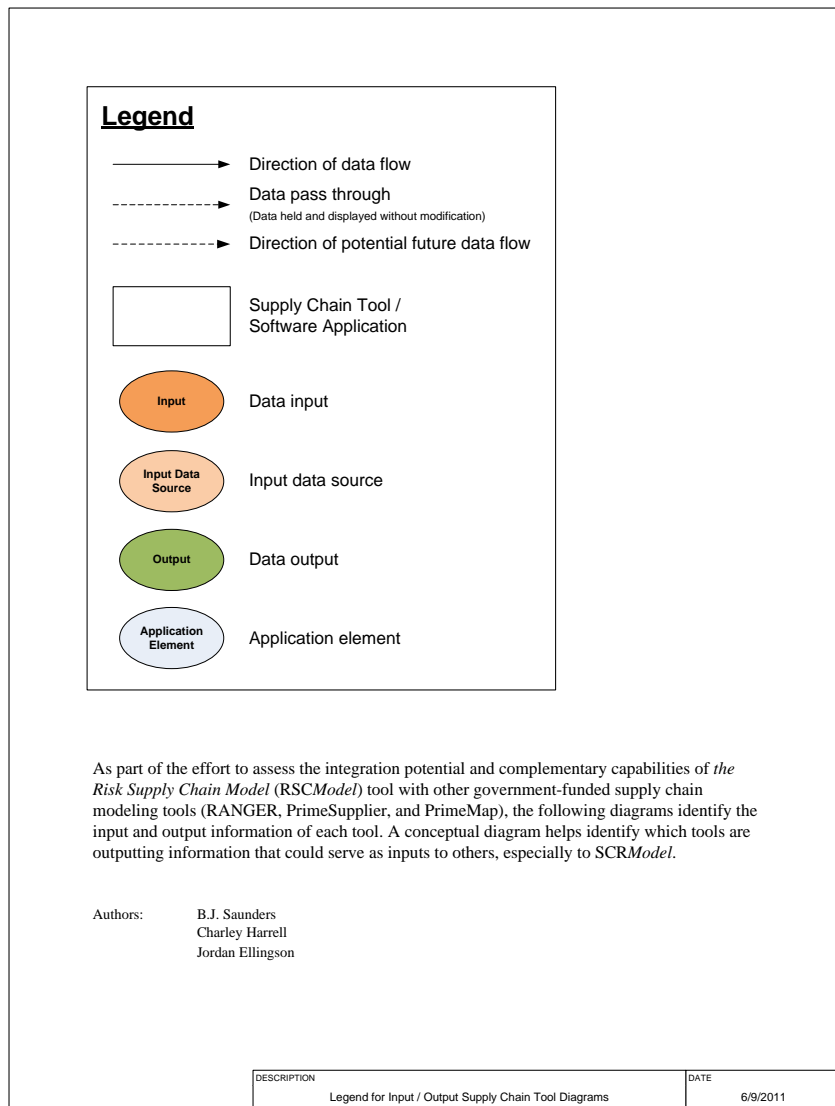 Legend
Direction of data flow
Data pass through
(Data held and displayed without modification)
Direction of potential future data flow
Supply Chain Tool /
Software Application
Input
Data input
Input Data
Source
Input data source
Output
Data output
Application
Element
Application element
As part of the effort to assess the integration potential and complementary capabilities of the
Risk Supply Chain Model (RSCModel) tool with other government-funded supply chain
modeling tools (RANGER, PrimeSupplier, and PrimeMap), the following diagrams identify the
input and output information of each tool. A conceptual diagram helps identify which tools are
outputting information that could serve as inputs to others, especially to SCRModel.
Authors: B.J. Saunders
Charley Harrell
Jordan Ellingson
DESCRIPTION
Legend for Input / Output Supply Chain Tool Diagrams
DATE
6/9/2011